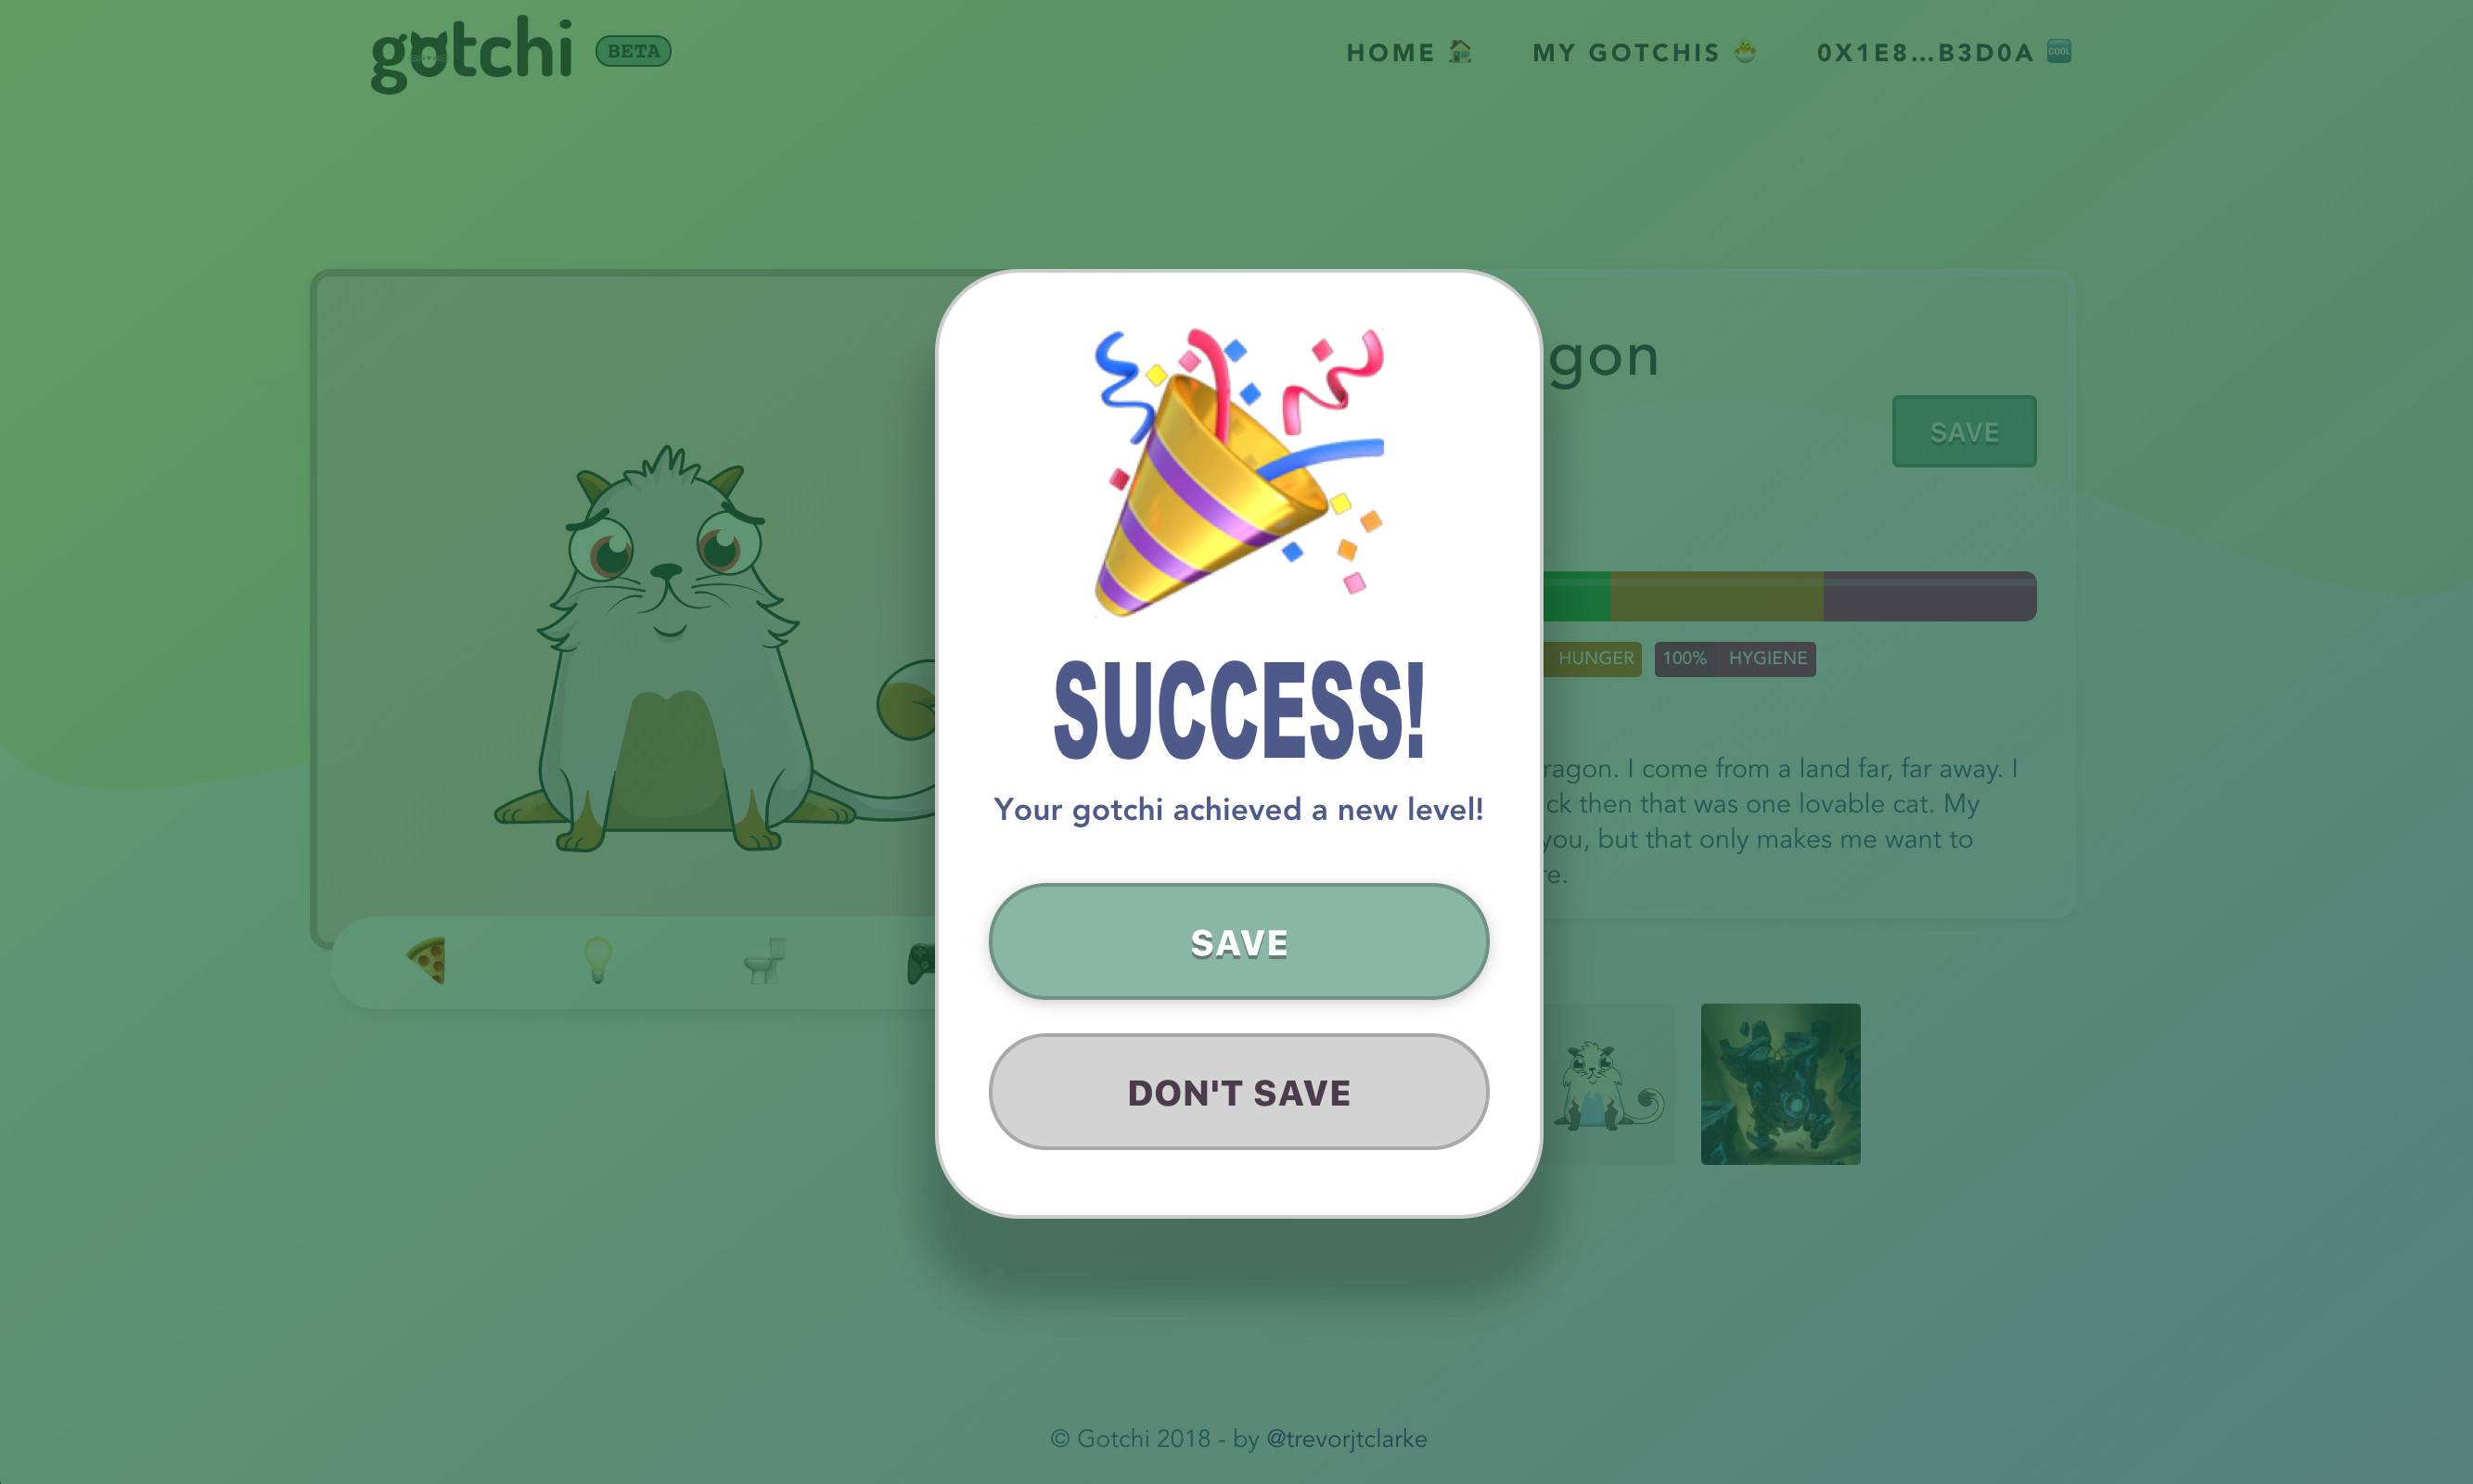 gotchi BETA HOME MY GOTCHIS 0X1E8...B3D0A COOL
gon
SAVE
HUNGER 100% HYGIENE
SUCCESS!
Your gotchi achieved a new level!
ragon. I come from a land far, far away. I
ck then that was one lovable cat. My
you, but that only makes me want to
re.
SAVE
DON'T SAVE
© Gotchi 2018 - by @trevorjtclarke